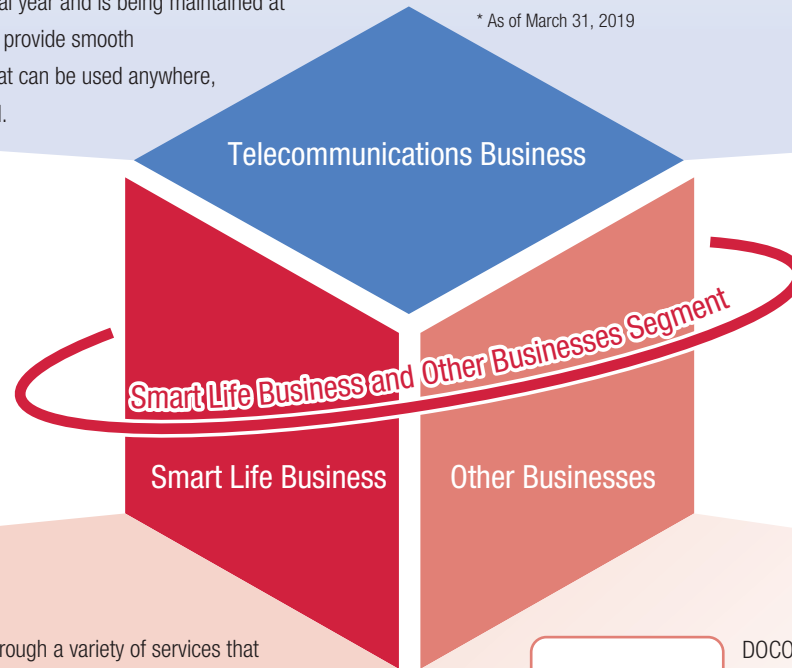 al year and is being maintained at
provide smooth
at can be used anywhere,
* As of March 31, 2019
Telecommunications Business
Smart Life Business and Other Businesses Segment
Smart Life Business
Other Businesses
rough a variety of services that
DOCO